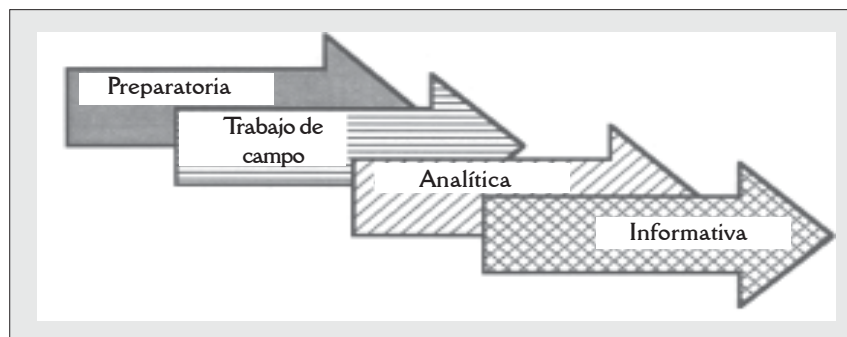 Preparatoria
Trabajo de
campo
Analítica
Informativa